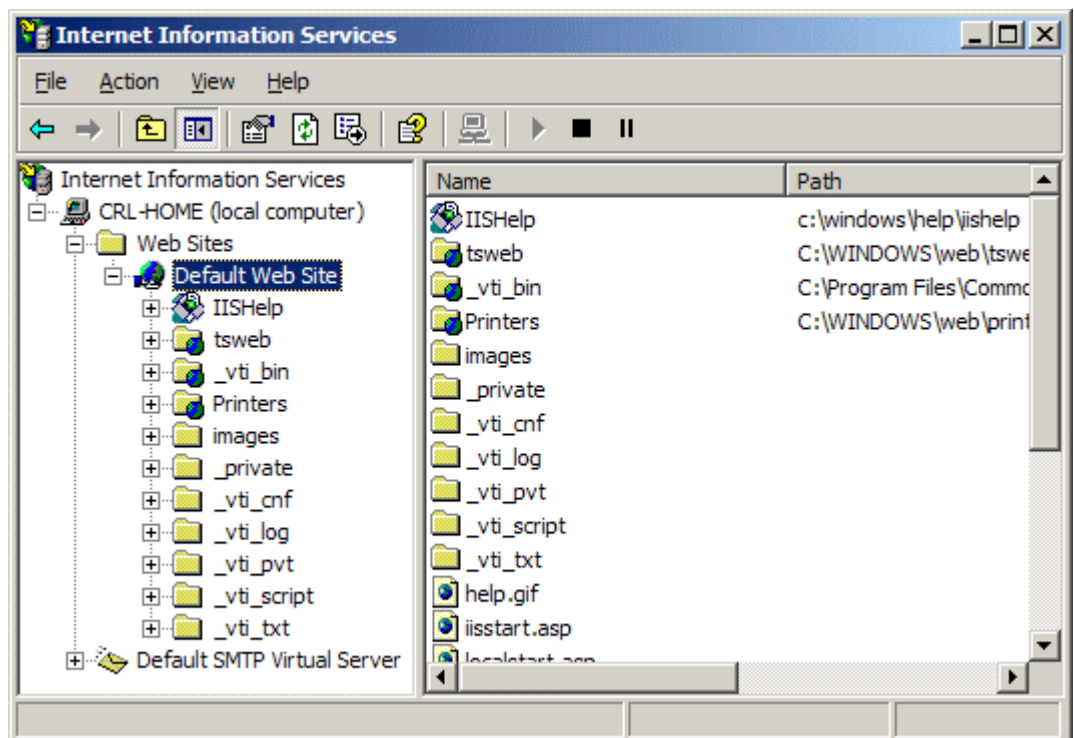 Internet Information Services
File Action View Help
Internet Information Services
CRL-HOME (local computer)
Web Sites
Default Web Site
IISHelp
tsweb
_vti_bin
Printers
images
_private
_vti_cnf
_vti_log
_vti_pvt
_vti_script
_vti_txt
Default SMTP Virtual Server
Name Path
IISHelp c:\windows\help\iishelp
tsweb C:\WINDOWS\web\tswe
_vti_bin C:\Program Files\Commo
Printers C:\WINDOWS\web\print
images
_private
_vti_cnf
_vti_log
_vti_pvt
_vti_script
_vti_txt
help.gif
iisstart.asp
localstart.asp